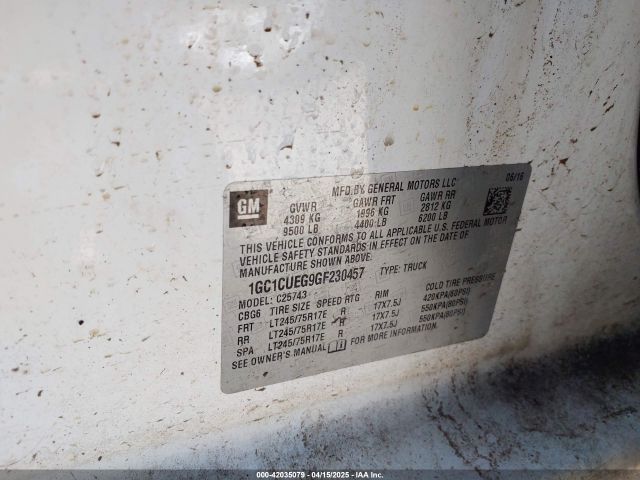 GM
MFD.BY GENERAL MOTORS LLC 06/16
GVWR GAWR FRT GAWR RR
4309 KG 1996 KG 2812 KG
9500 LB 4400 LB 6200 LB
THIS VEHICLE CONFORMS TO ALL APPLICABLE U.S. FEDERAL MOTOR
VEHICLE SAFETY STANDARDS IN EFFECT ON THE DATE OF
MANUFACTURE SHOWN ABOVE.
1GC1CUEG9GF230457 TYPE: TRUCK
MODEL: C25743
CBG6 TIRE SIZE SPEED RTG RIM COLD TIRE PRESSURE
FRT LT245/75R17E R 17X7.5J 420KPA(60PSI)
RR LT245/75R17E R 17X7.5J 550KPA(80PSI)
SPA LT245/75R17E R 17X7.5J 550KPA(80PSI)
SEE OWNER'S MANUAL FOR MORE INFORMATION.
000-42035079 - 04/15/2025 - IAA Inc.